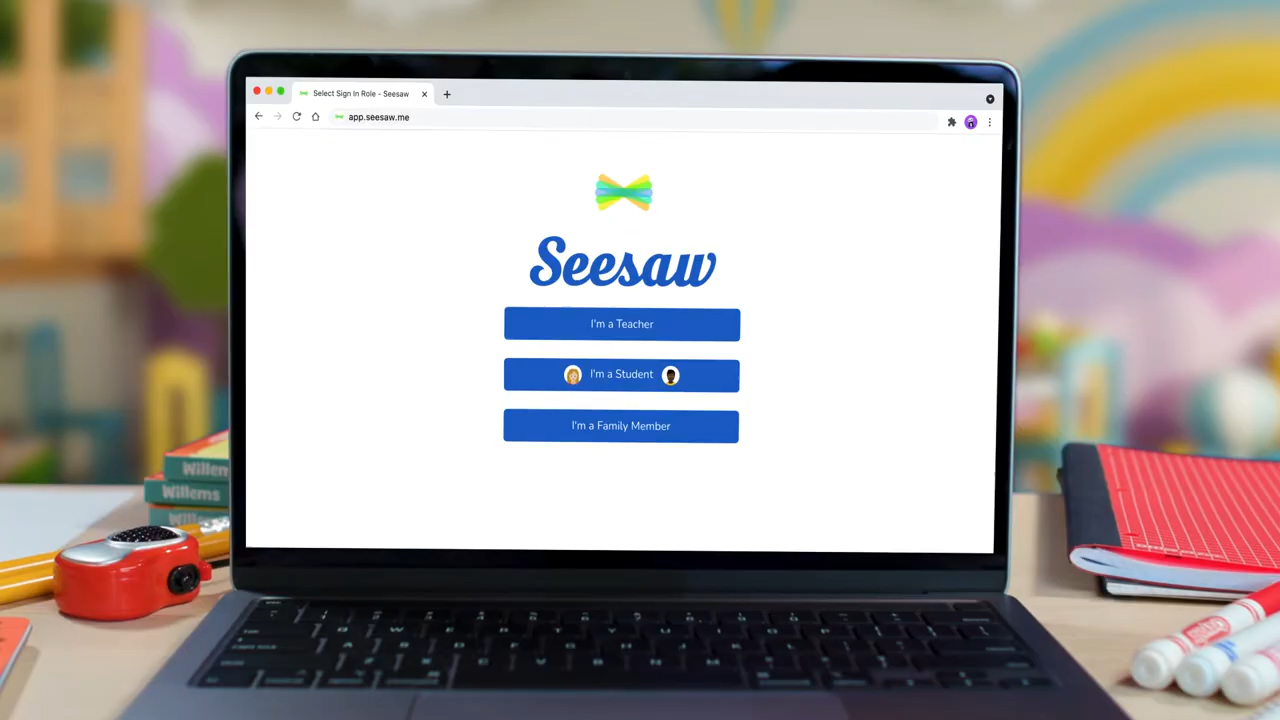 Select Sign In Role - Seesaw
app.seesaw.me
Seesaw
I'm a Teacher
I'm a Student
I'm a Family Member
Willems
Willems